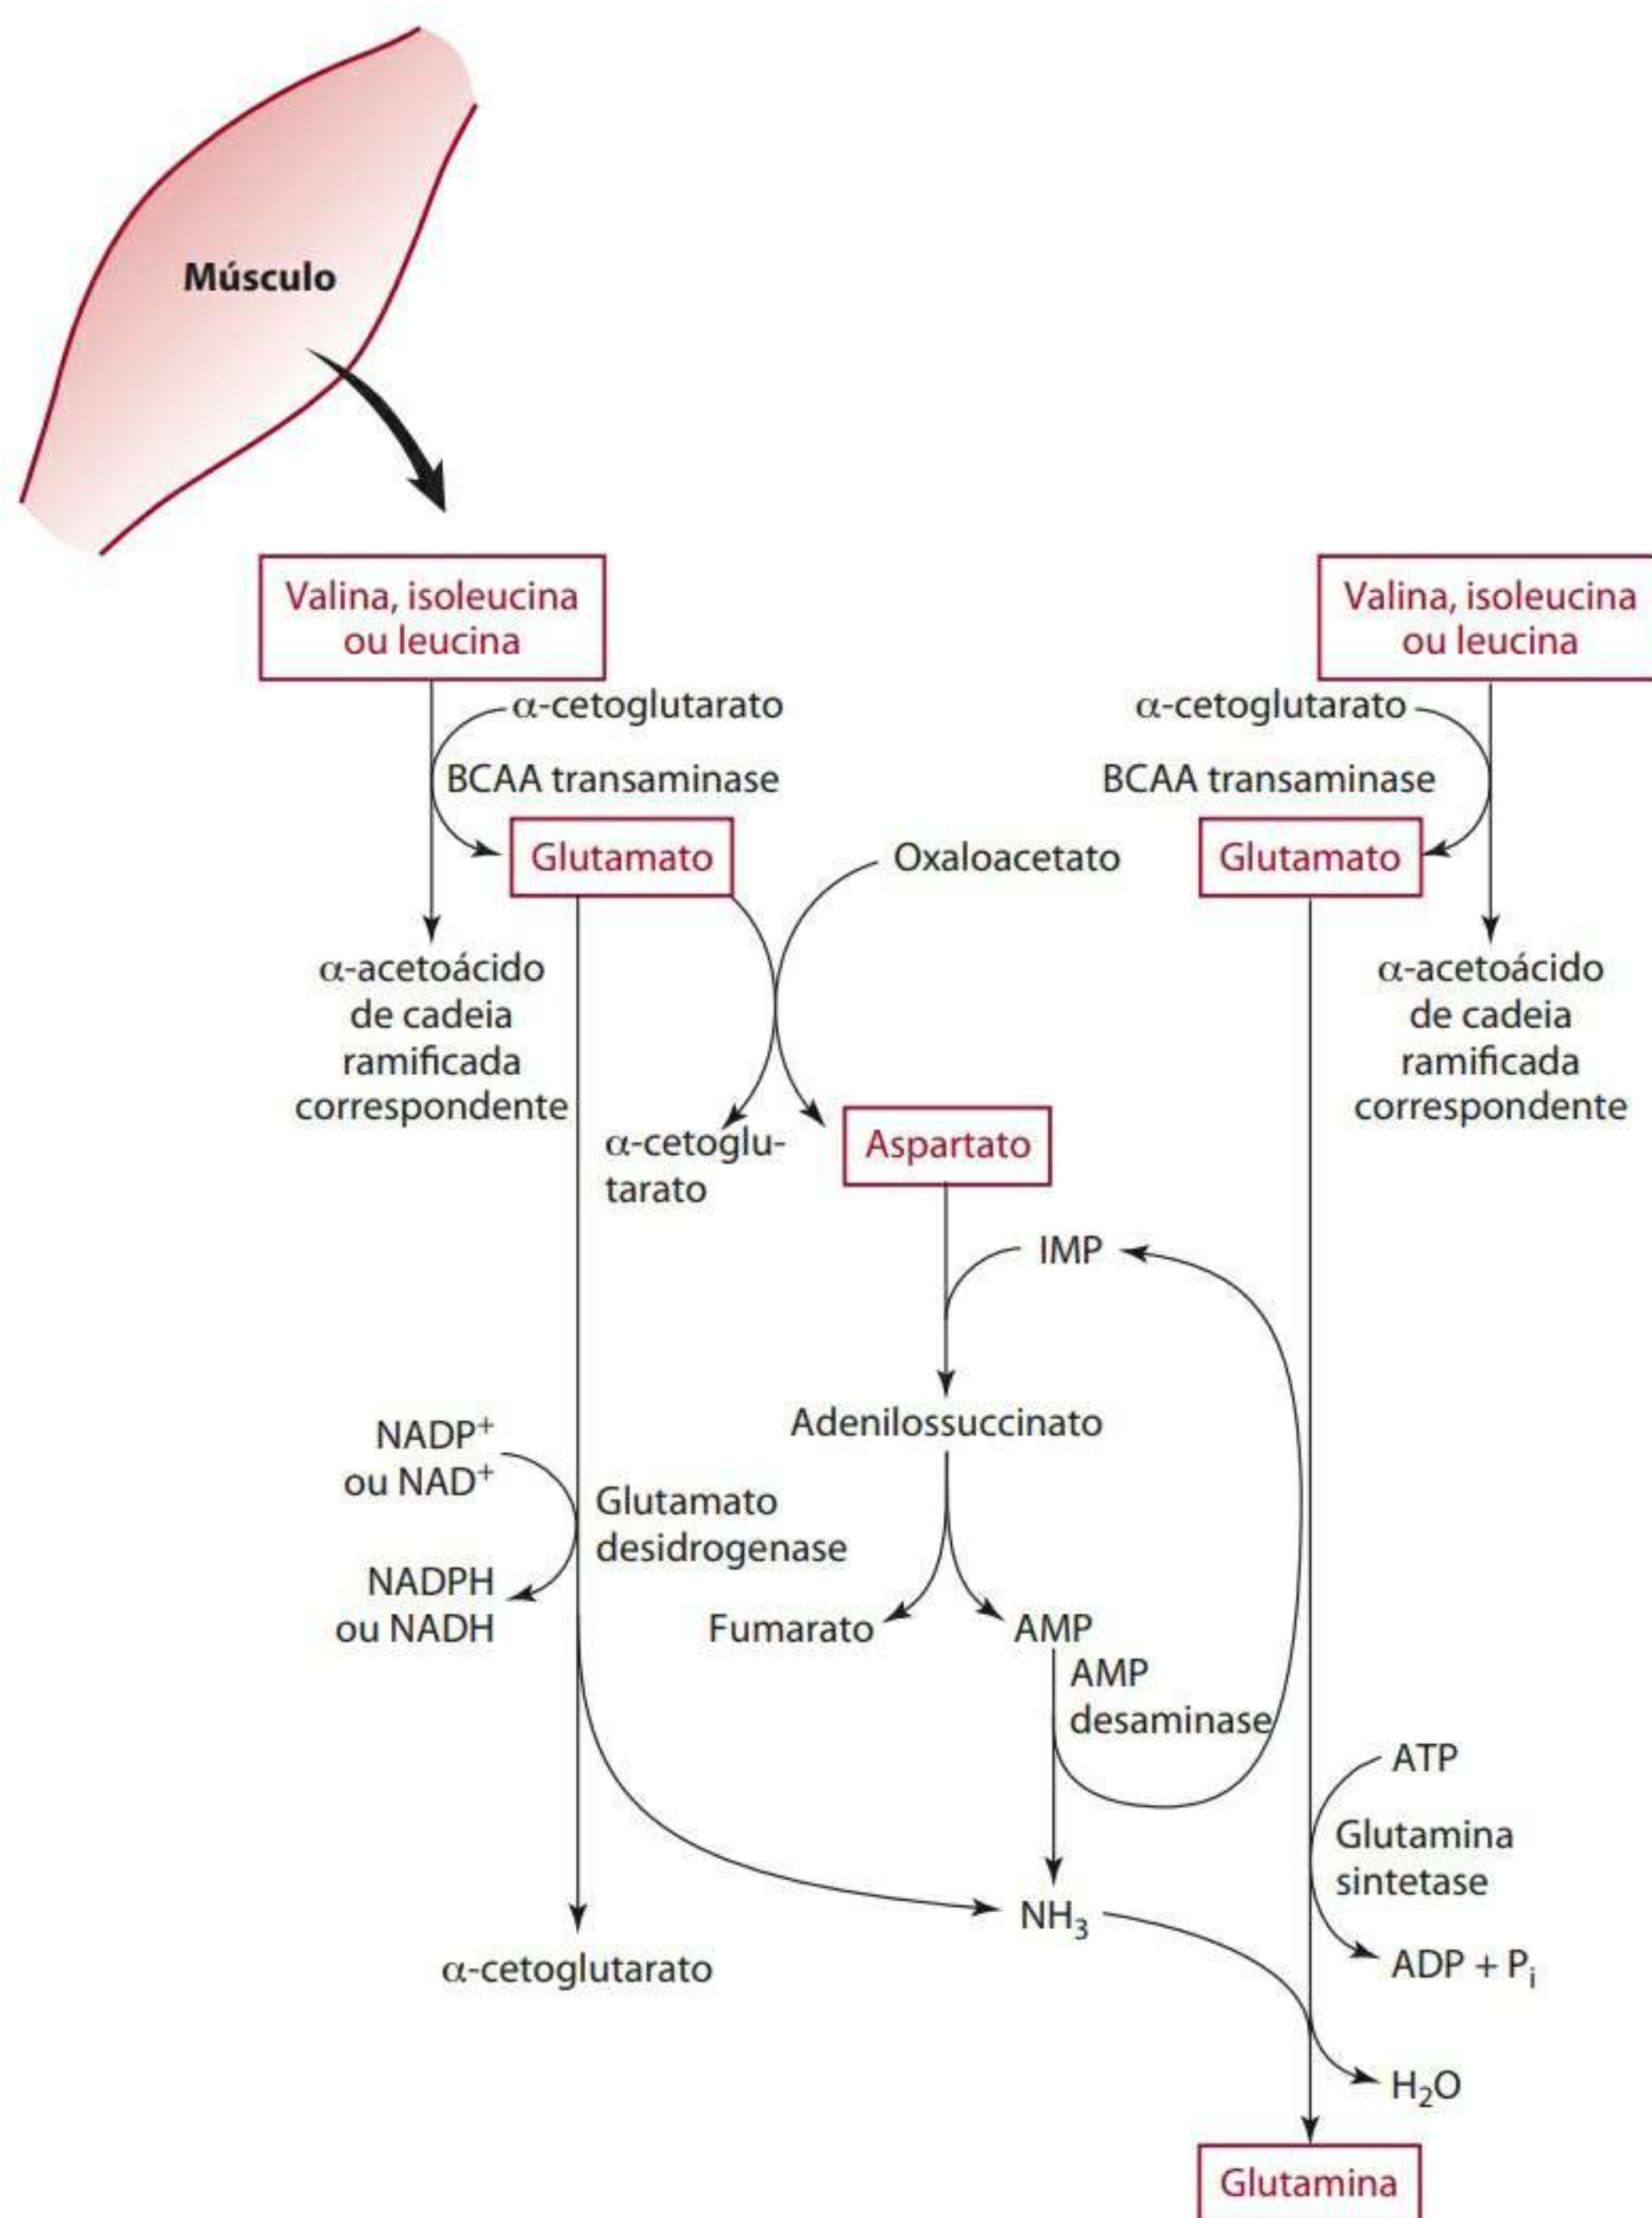 Músculo
Valina, isoleucina
ou leucina
Valina, isoleucina
ou leucina
α-cetoglutarato
α-cetoglutarato
BCAA transaminase
BCAA transaminase
Glutamato
Oxaloacetato
Glutamato
α-acetoácido
de cadeia
ramificada
correspondente
α-acetoácido
de cadeia
ramificada
correspondente
α-cetoglu-
tarato
Aspartato
IMP
Adenilossuccinato
NADP⁺
ou NAD⁺
Glutamato
desidrogenase
NADPH
ou NADH
Fumarato
AMP
AMP
desaminase
ATP
Glutamina
sintetase
NH₃
ADP + Pᵢ
α-cetoglutarato
H₂O
Glutamina